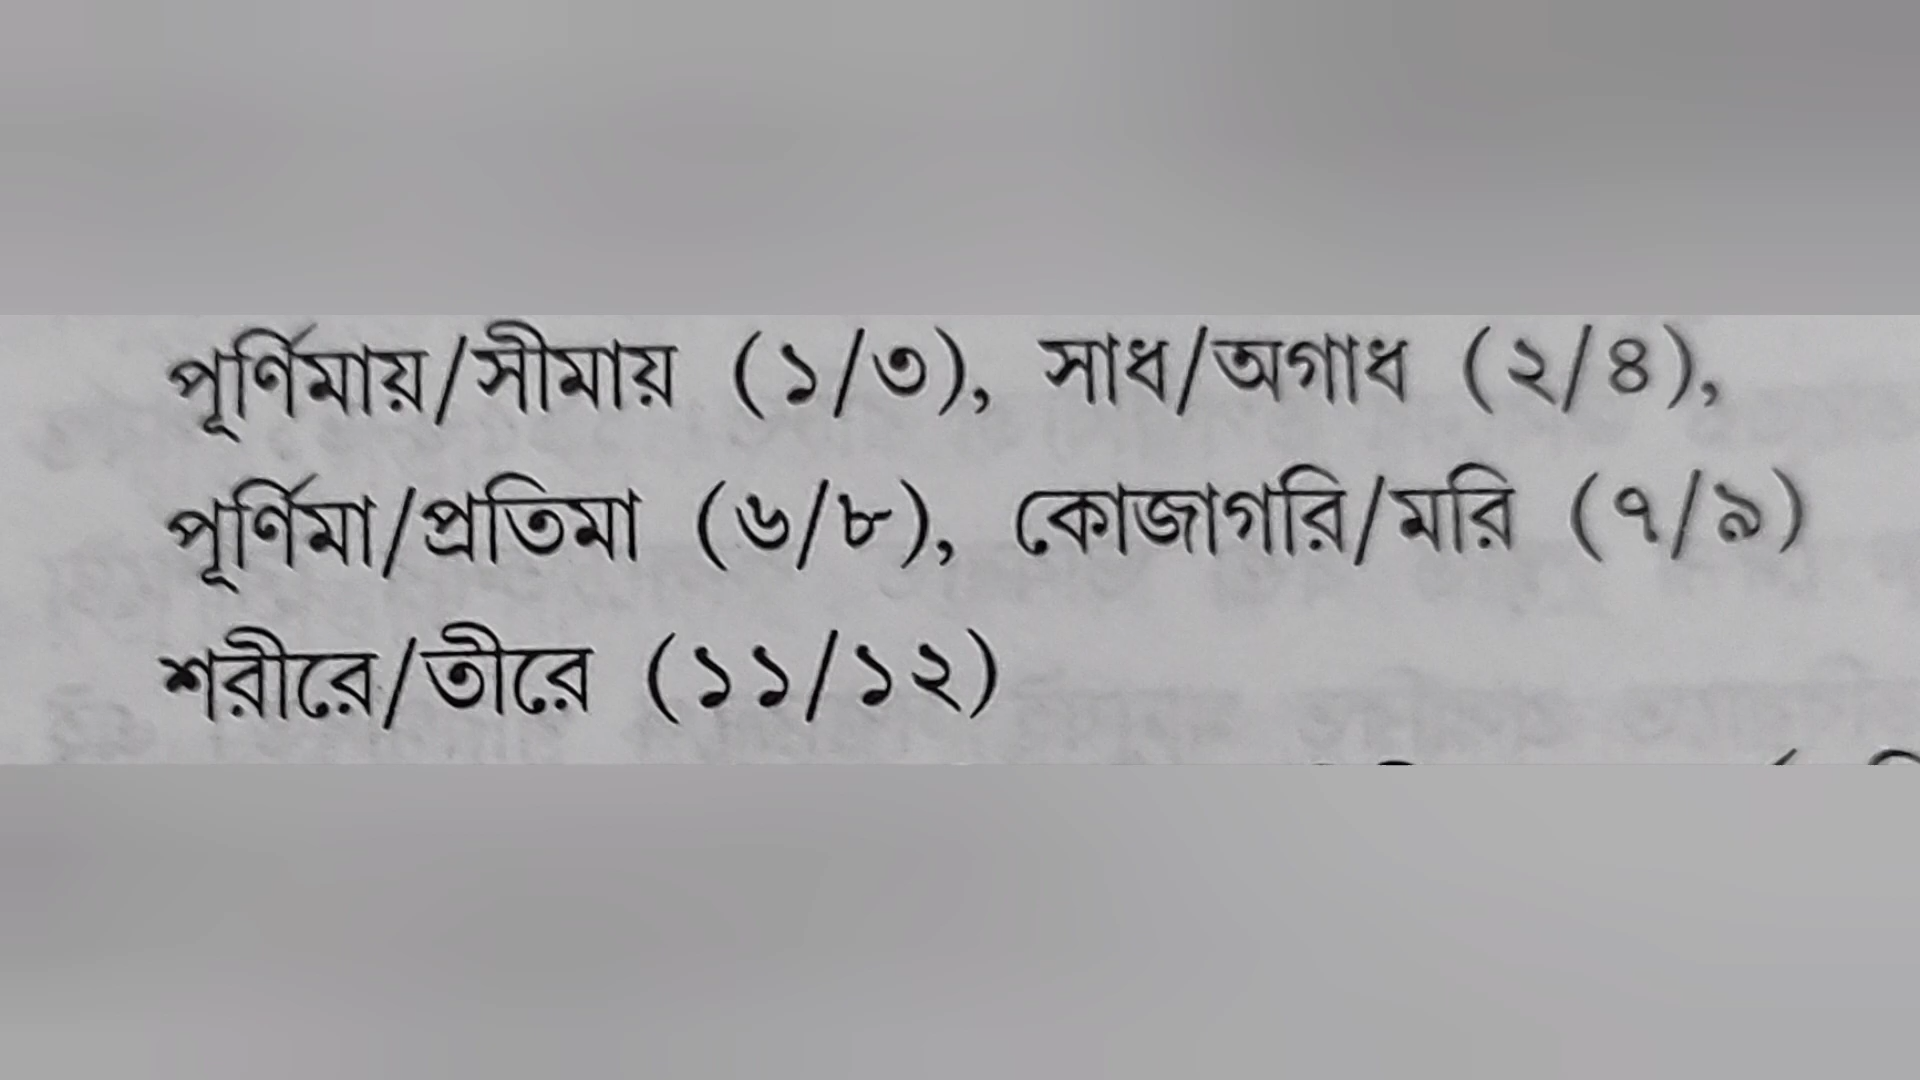 পূর্ণিমায়/সীমায় (১/৩), সাধ/অগাধ (২/৪),
পূর্ণিমা/প্রতিমা (৬/৮), কোজাগরি/মরি (৭/৯)
শরীরে/তীরে (১১/১২)